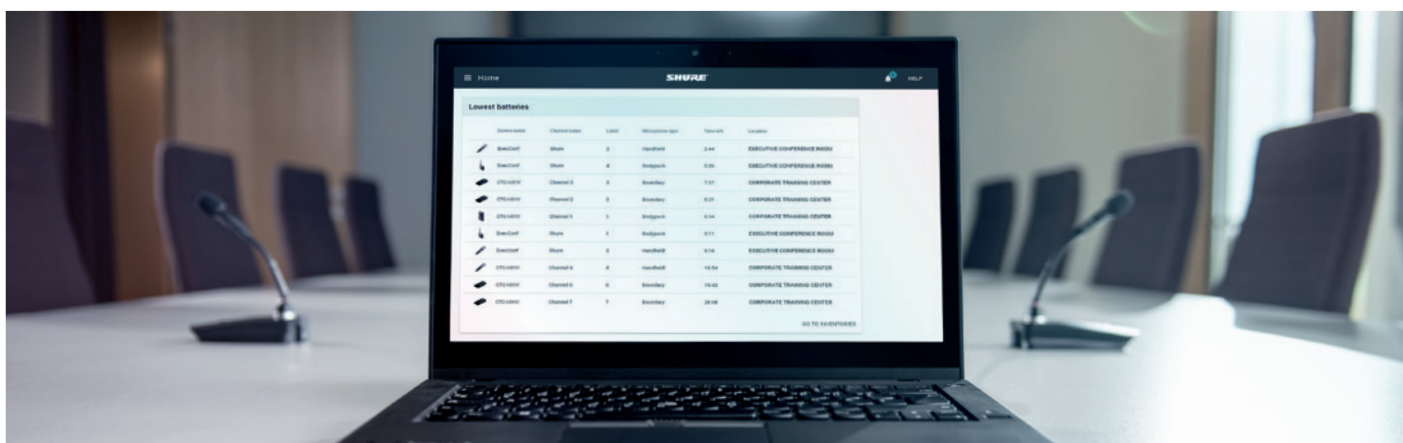 Home
SHURE
HELP
Lowest batteries
Device name Channel name Label Microphone type Time left Location
ExecConf Shure 2 Handheld 2:44 EXECUTIVE CONFERENCE ROOM
ExecConf Shure 4 Bodypack EXECUTIVE CONFERENCE ROOM
Channel 3 3 Boundary 7:27 CORPORATE TRAINING CENTER
Channel 2 2 Boundary CORPORATE TRAINING CENTER
Channel 1 1 Bodypack CORPORATE TRAINING CENTER
ExecConf Shure 1 Bodypack EXECUTIVE CONFERENCE ROOM
ExecConf Shure 3 Handheld EXECUTIVE CONFERENCE ROOM
Channel 4 4 Handheld CORPORATE TRAINING CENTER
Channel 6 6 Boundary CORPORATE TRAINING CENTER
Channel 7 7 Boundary CORPORATE TRAINING CENTER
GO TO INVENTORIES